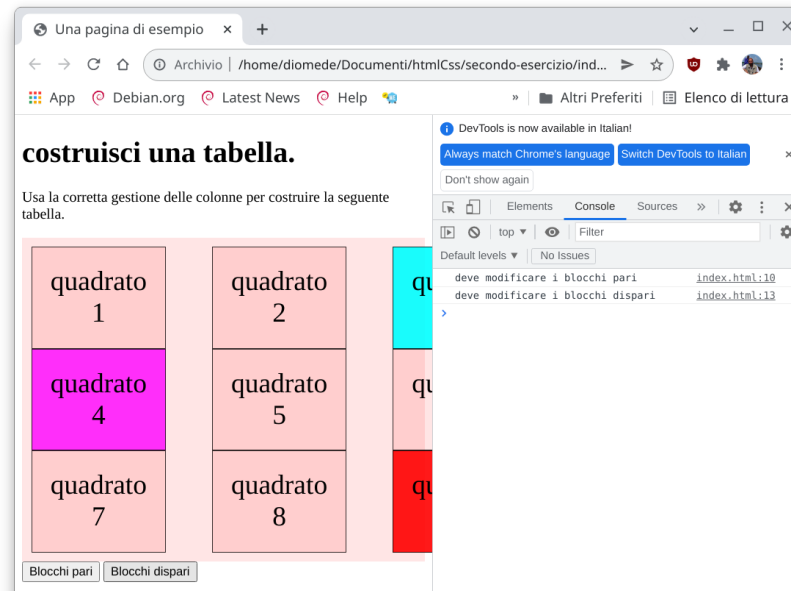 Una pagina di esempio
Archivio | /home/diomede/Documenti/htmlCss/secondo-esercizio/ind...
App Debian.org Latest News Help » Altri Preferiti Elenco di lettura
costruisci una tabella.
Usa la corretta gestione delle colonne per costruire la seguente
tabella.
quadrato
1
quadrato
2
qu
quadrato
4
quadrato
5
qu
quadrato
7
quadrato
8
qu
Blocchi pari Blocchi dispari
DevTools is now available in Italian!
Always match Chrome's language Switch DevTools to Italian
Don't show again
Elements Console Sources »
top Filter
Default levels No Issues
deve modificare i blocchi pari index.html:10
deve modificare i blocchi dispari index.html:13